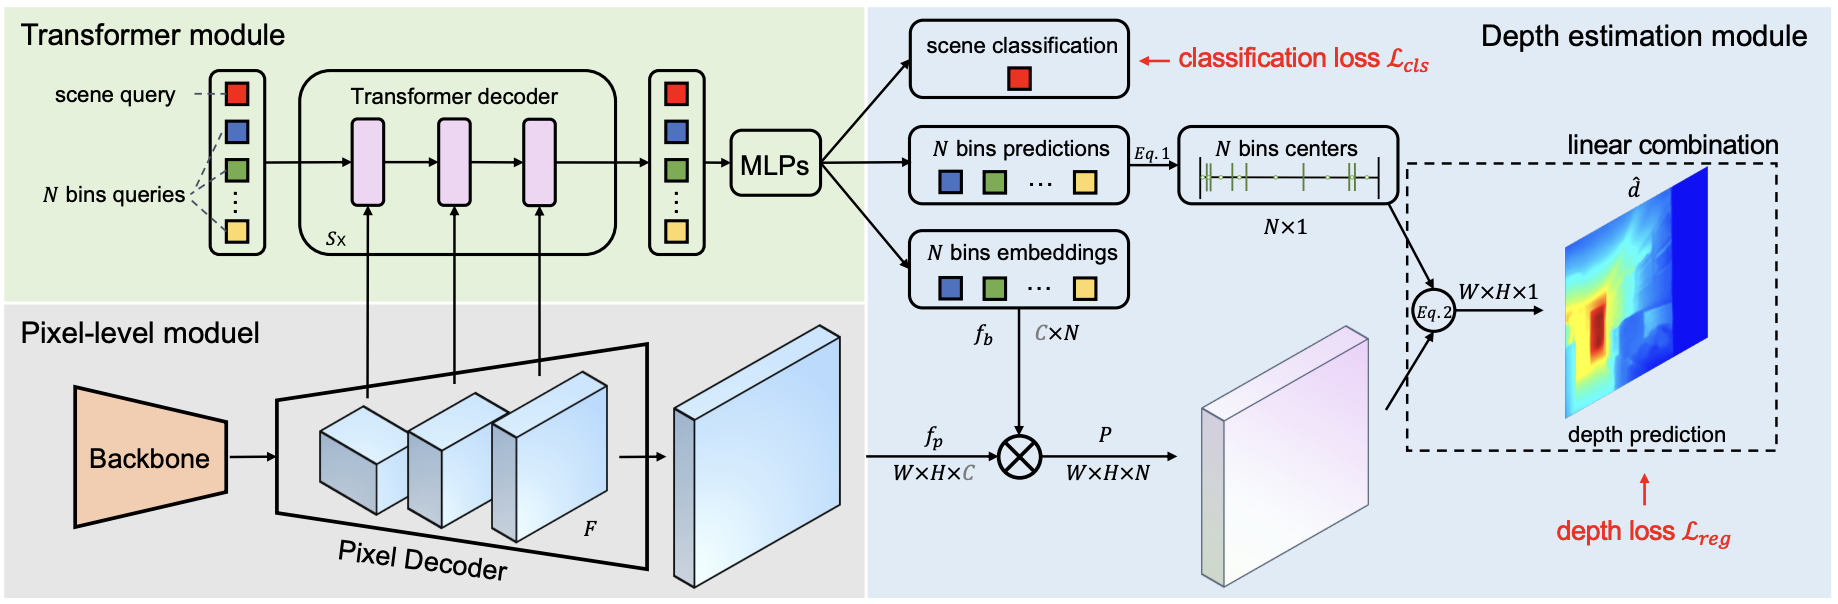 Transformer module
scene query
N bins queries
Transformer decoder
S×
MLPs
Pixel-level moduel
Backbone
F
Pixel Decoder
Depth estimation module
scene classification
classification loss ℒcls
N bins predictions
Eq.1
N bins centers
N×1
N bins embeddings
f_b
C×N
f_p
W×H×C
P
W×H×N
linear combination
d̂
Eq.2
W×H×1
depth prediction
depth loss ℒreg